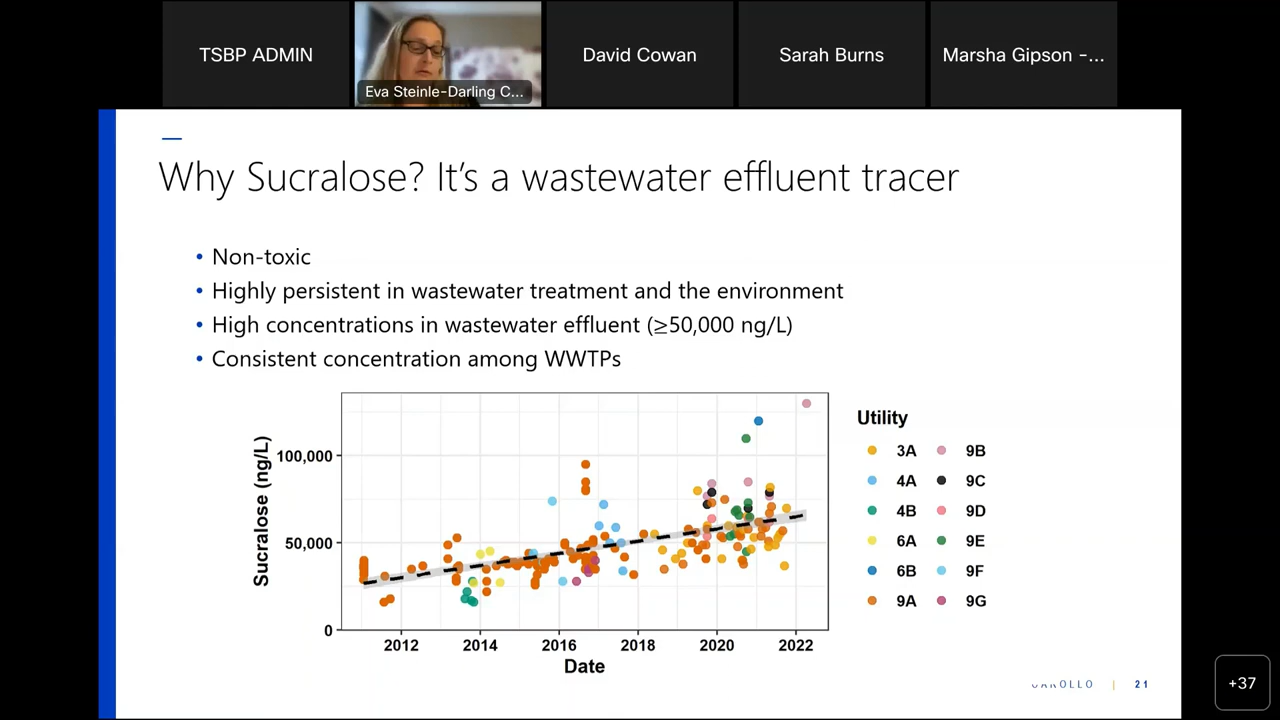 TSBP ADMIN
Eva Steinle-Darling C...
David Cowan
Sarah Burns
Marsha Gipson -...
Why Sucralose? It's a wastewater effluent tracer
• Non-toxic
• Highly persistent in wastewater treatment and the environment
• High concentrations in wastewater effluent (≥50,000 ng/L)
• Consistent concentration among WWTPs
Sucralose (ng/L)
100,000
50,000
0
2012 2014 2016 2018 2020 2022
Date
Utility
3A 9B
4A 9C
4B 9D
6A 9E
6B 9F
9A 9G
CAROLLO | 21
+37